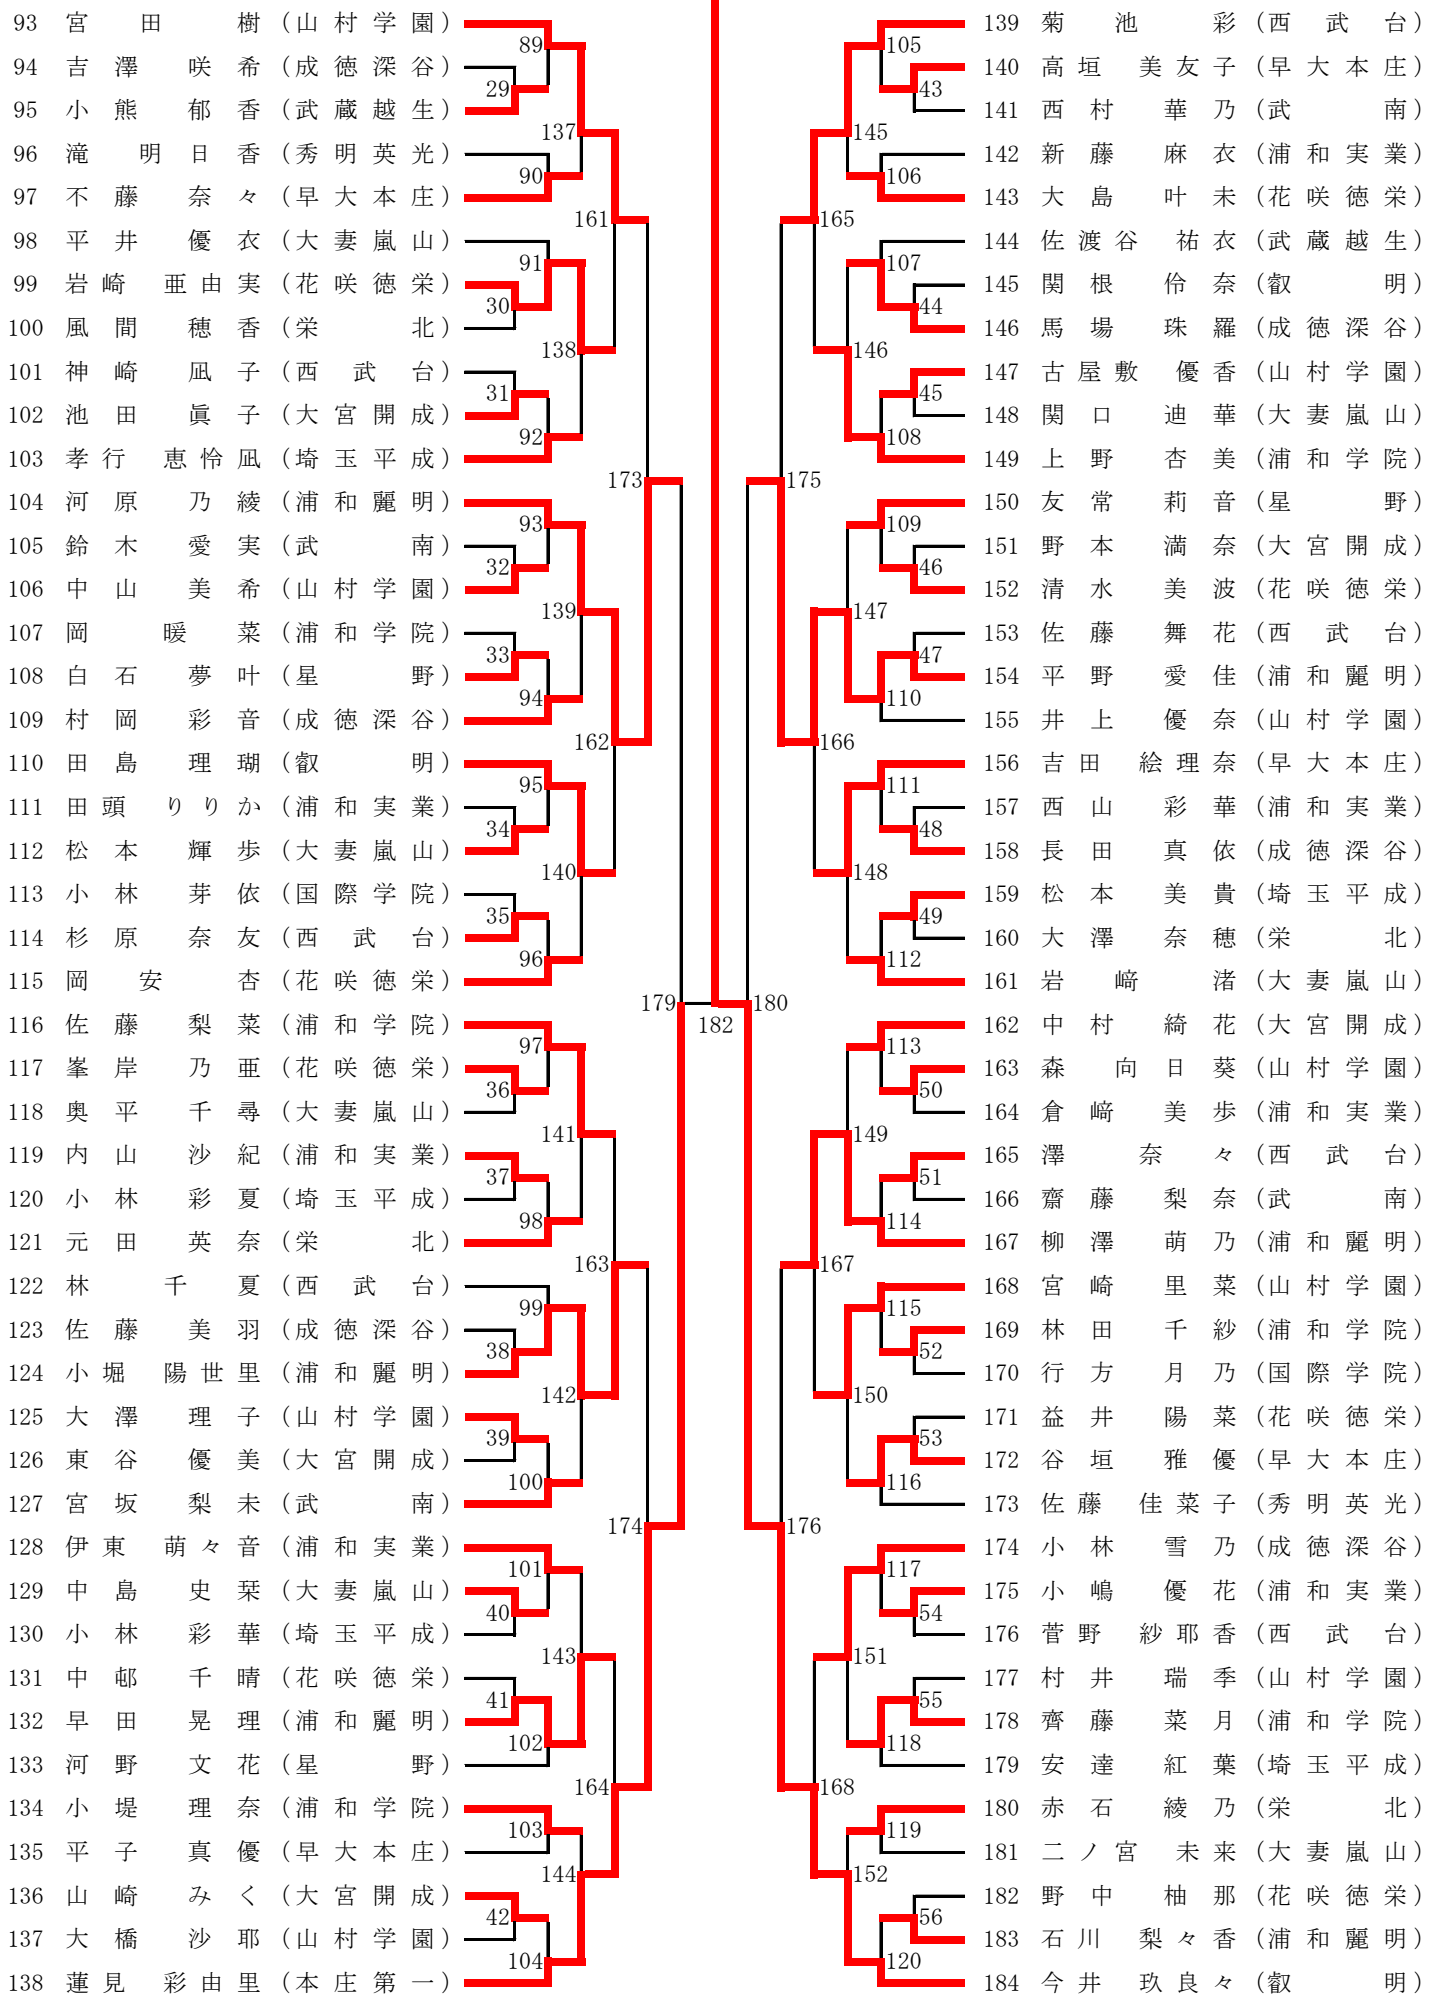 93 宮田 樹 (山村学園)
94 吉澤 咲希 (成徳深谷)
95 小熊 郁香 (武蔵越生)
96 滝 明日香 (秀明英光)
97 不藤 奈々 (早大本庄)
98 平井 優衣 (大妻嵐山)
99 岩崎 亜由実 (花咲徳栄)
100 風間 穂香 (栄北)
101 神崎 凪子 (西武台)
102 池田 眞子 (大宮開成)
103 孝行 恵怜凪 (埼玉平成)
104 河原 乃綾 (浦和麗明)
105 鈴木 愛実 (武南)
106 中山 美希 (山村学園)
107 岡 暖菜 (浦和学院)
108 白石 夢叶 (星野)
109 村岡 彩音 (成徳深谷)
110 田島 理瑚 (叡明)
111 田頭 りりか (浦和実業)
112 松本 輝歩 (大妻嵐山)
113 小林 芽依 (国際学院)
114 杉原 奈友 (西武台)
115 岡安 杏 (花咲徳栄)
116 佐藤 梨菜 (浦和学院)
117 峯岸 乃亜 (花咲徳栄)
118 奥平 千尋 (大妻嵐山)
119 内山 沙紀 (浦和実業)
120 小林 彩夏 (埼玉平成)
121 元田 英奈 (栄北)
122 林 千夏 (西武台)
123 佐藤 美羽 (成徳深谷)
124 小堀 陽世里 (浦和麗明)
125 大澤 理子 (山村学園)
126 東谷 優美 (大宮開成)
127 宮坂 梨未 (武南)
128 伊東 萌々音 (浦和実業)
129 中島 史栞 (大妻嵐山)
130 小林 彩華 (埼玉平成)
131 中邨 千晴 (花咲徳栄)
132 早田 晃理 (浦和麗明)
133 河野 文花 (星野)
134 小堤 理奈 (浦和学院)
135 平子 真優 (早大本庄)
136 山崎 みく (大宮開成)
137 大橋 沙耶 (山村学園)
138 蓮見 彩由里 (本庄第一)
89
29
137
90
161
91
30
138
31
92
173
93
32
139
33
94
162
95
34
140
35
96
179
97
36
141
37
98
163
99
38
142
39
100
174
101
40
143
41
102
164
103
144
42
104
182
105
43
145
106
165
107
44
146
45
108
175
109
46
147
47
110
166
111
48
148
49
112
180
113
50
149
51
114
167
115
52
150
53
116
176
117
54
151
55
118
168
119
152
56
120
139 菊池 彩 (西武台)
140 高垣 美友子 (早大本庄)
141 西村 華乃 (武南)
142 新藤 麻衣 (浦和実業)
143 大島 叶未 (花咲徳栄)
144 佐渡谷 祐衣 (武蔵越生)
145 関根 伶奈 (叡明)
146 馬場 珠羅 (成徳深谷)
147 古屋敷 優香 (山村学園)
148 関口 迪華 (大妻嵐山)
149 上野 杏美 (浦和学院)
150 友常 莉音 (星野)
151 野本 満奈 (大宮開成)
152 清水 美波 (花咲徳栄)
153 佐藤 舞花 (西武台)
154 平野 愛佳 (浦和麗明)
155 井上 優奈 (山村学園)
156 吉田 絵理奈 (早大本庄)
157 西山 彩華 (浦和実業)
158 長田 真依 (成徳深谷)
159 松本 美貴 (埼玉平成)
160 大澤 奈穂 (栄北)
161 岩﨑 渚 (大妻嵐山)
162 中村 綺花 (大宮開成)
163 森 向日葵 (山村学園)
164 倉﨑 美歩 (浦和実業)
165 澤 奈々 (西武台)
166 齋藤 梨奈 (武南)
167 柳澤 萌乃 (浦和麗明)
168 宮崎 里菜 (山村学園)
169 林田 千紗 (浦和学院)
170 行方 月乃 (国際学院)
171 益井 陽菜 (花咲徳栄)
172 谷垣 雅優 (早大本庄)
173 佐藤 佳菜子 (秀明英光)
174 小林 雪乃 (成徳深谷)
175 小嶋 優花 (浦和実業)
176 菅野 紗耶香 (西武台)
177 村井 瑞季 (山村学園)
178 齊藤 菜月 (浦和学院)
179 安達 紅葉 (埼玉平成)
180 赤石 綾乃 (栄北)
181 二ノ宮 未来 (大妻嵐山)
182 野中 柚那 (花咲徳栄)
183 石川 梨々香 (浦和麗明)
184 今井 玖良々 (叡明)